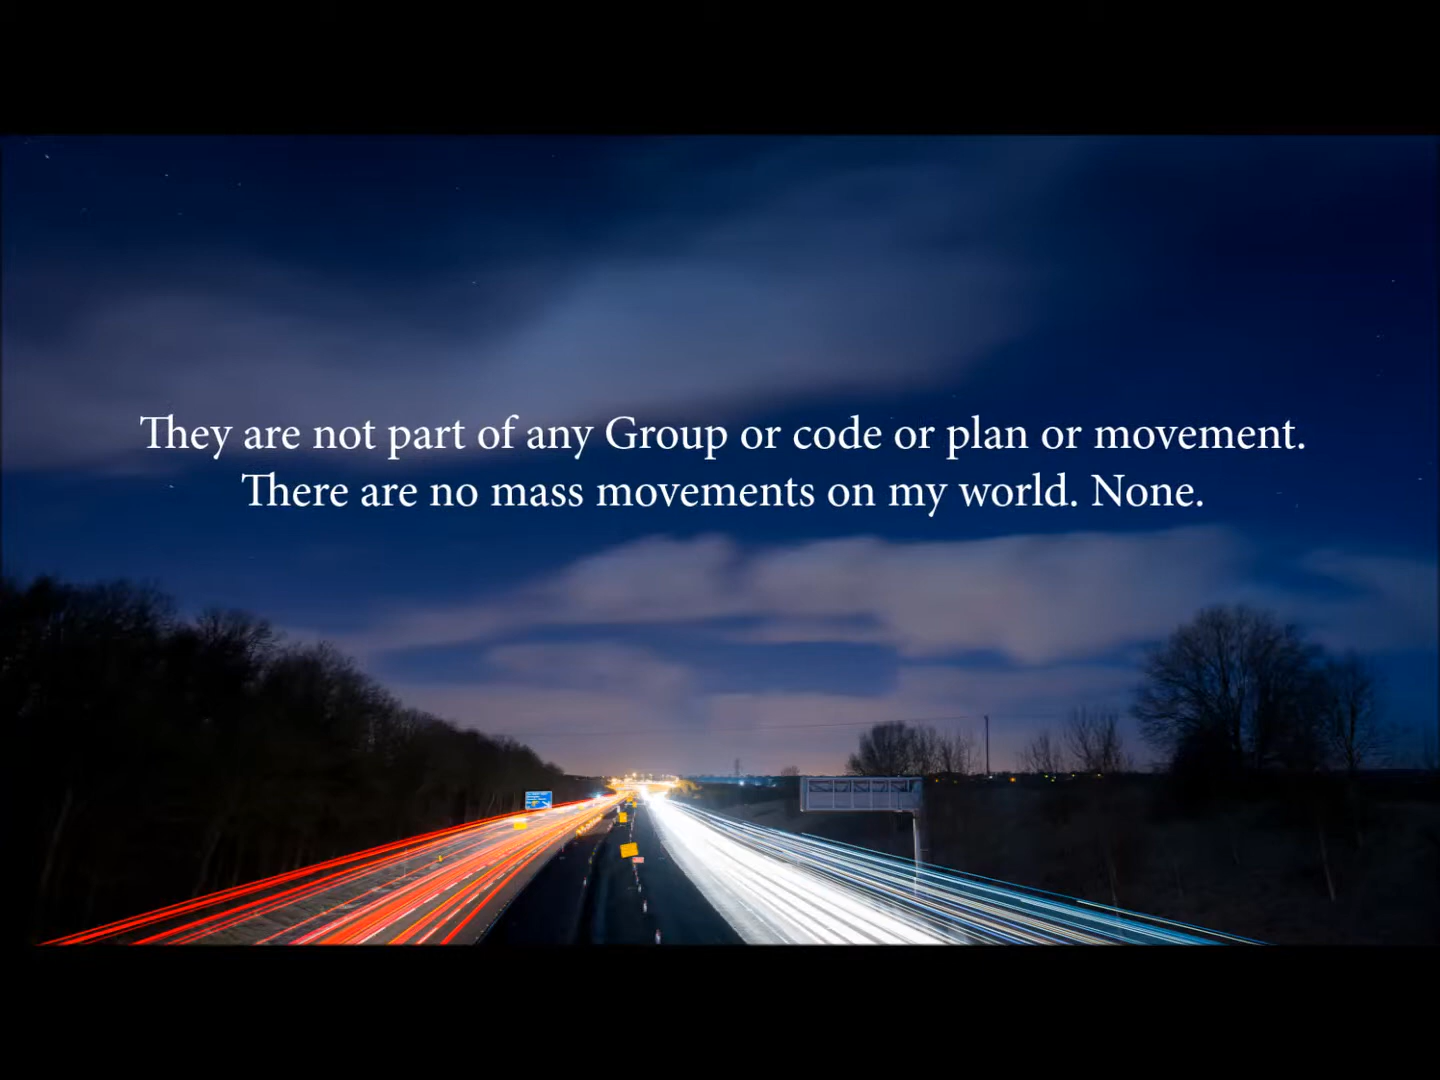 They are not part of any Group or code or plan or movement.
There are no mass movements on my world. None.